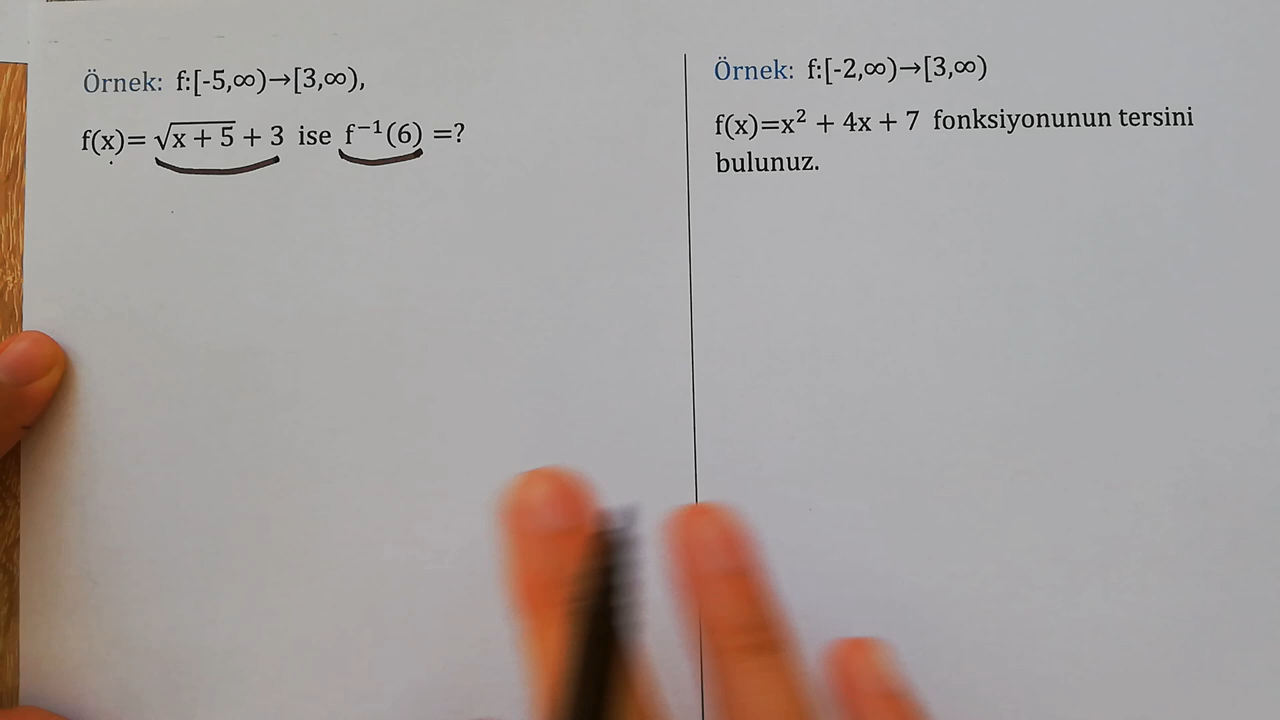 Örnek: f:[-5,∞)→[3,∞),
f(x)= √x + 5 + 3 ise f⁻¹(6) =?
Örnek: f:[-2,∞)→[3,∞)
f(x)=x² + 4x + 7 fonksiyonunun tersini
bulunuz.